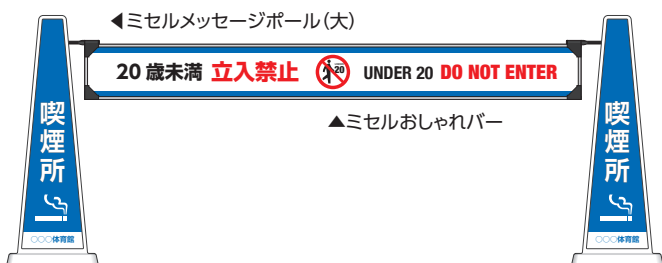 ◀ミセルメッセージポール(大)
20歳未満 立入禁止 20 UNDER 20 DO NOT ENTER
▲ミセルおしゃれバー
喫煙所
○○○体育館
喫煙所
○○○体育館